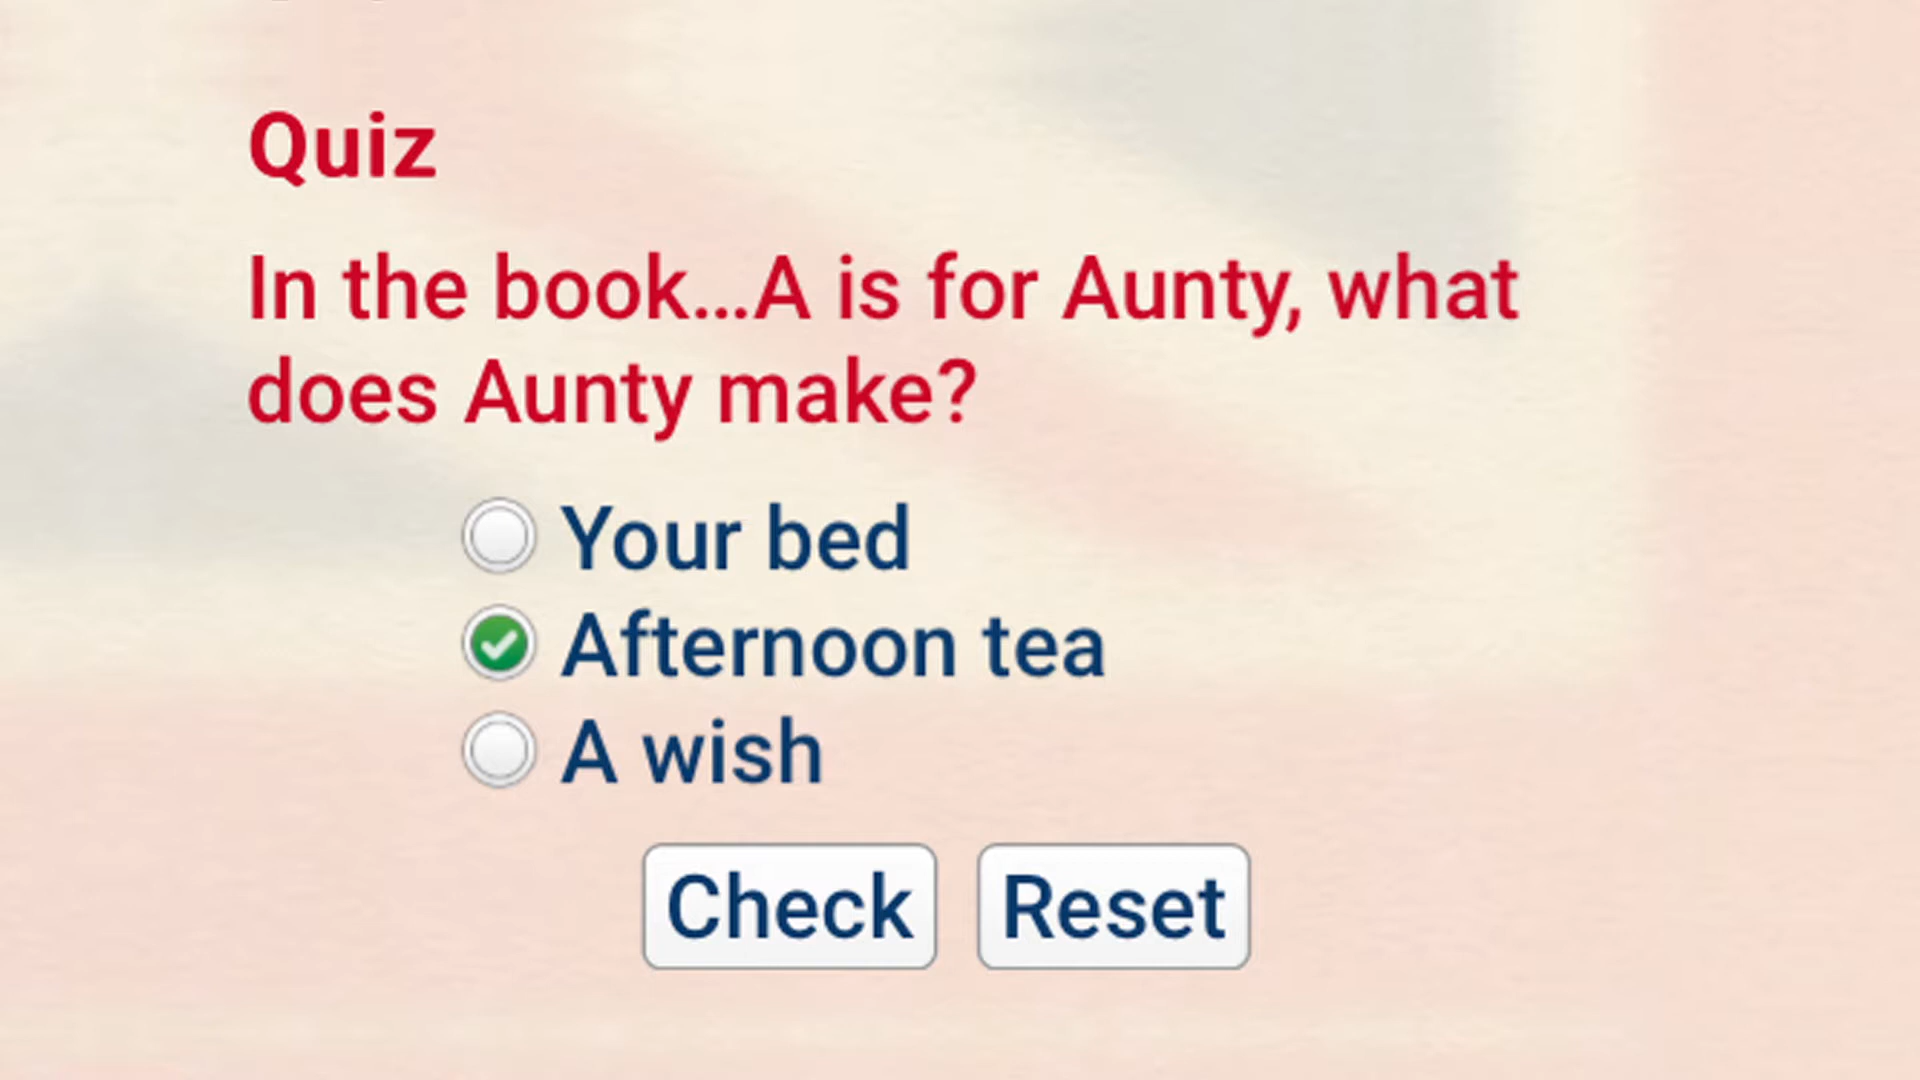 Quiz
In the book...A is for Aunty, what
does Aunty make?
Your bed
Afternoon tea
A wish
Check
Reset